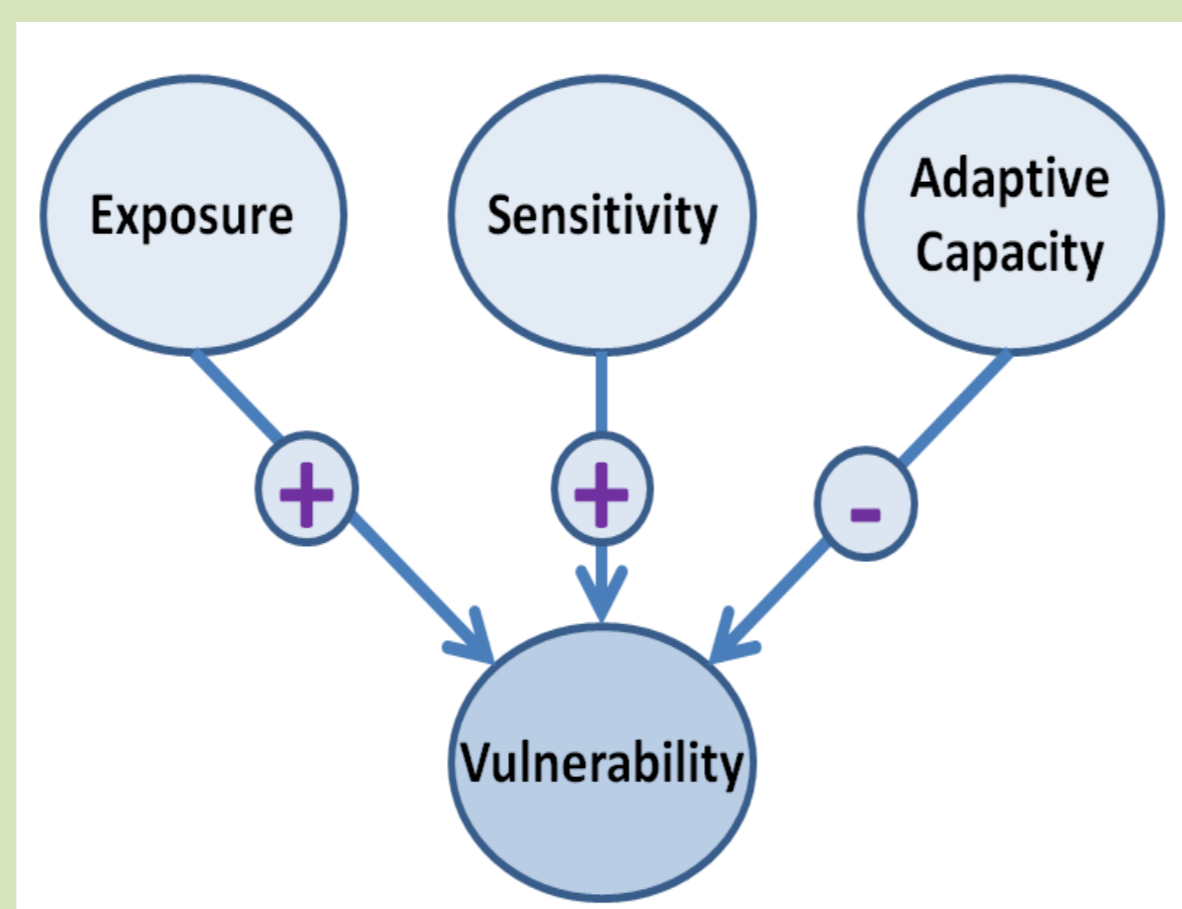 Exposure
Sensitivity
Adaptive
Capacity
+
+
-
Vulnerability